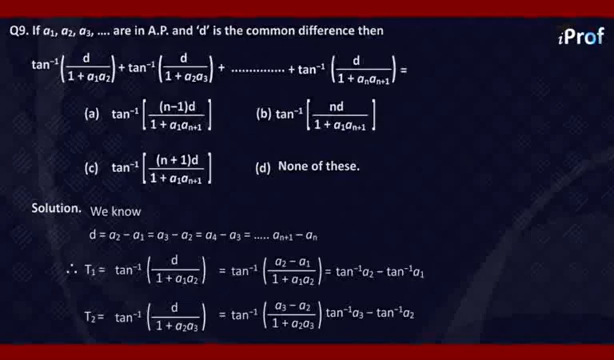 Q9. If a₁, a₂, a₃, .... are in A.P. and ‘d’ is the common difference then
iProf
tan⁻¹(d / 1 + a₁a₂) + tan⁻¹(d / 1 + a₂a₃) + .............. + tan⁻¹(d / 1 + aₙaₙ₊₁) =
(a) tan⁻¹[(n–1)d / 1 + a₁aₙ₊₁] (b) tan⁻¹[nd / 1 + a₁aₙ₊₁]
(c) tan⁻¹[(n + 1)d / 1 + a₁aₙ₊₁] (d) None of these.
Solution. We know
d = a₂ – a₁ = a₃ – a₂ = a₄ – a₃ = ..... aₙ₊₁ – aₙ
∴ T₁ = tan⁻¹(d / 1 + a₁a₂) = tan⁻¹(a₂ – a₁ / 1 + a₁a₂) = tan⁻¹a₂ – tan⁻¹a₁
T₂ = tan⁻¹(d / 1 + a₂a₃) = tan⁻¹(a₃ – a₂ / 1 + a₂a₃) tan⁻¹a₃ – tan⁻¹a₂